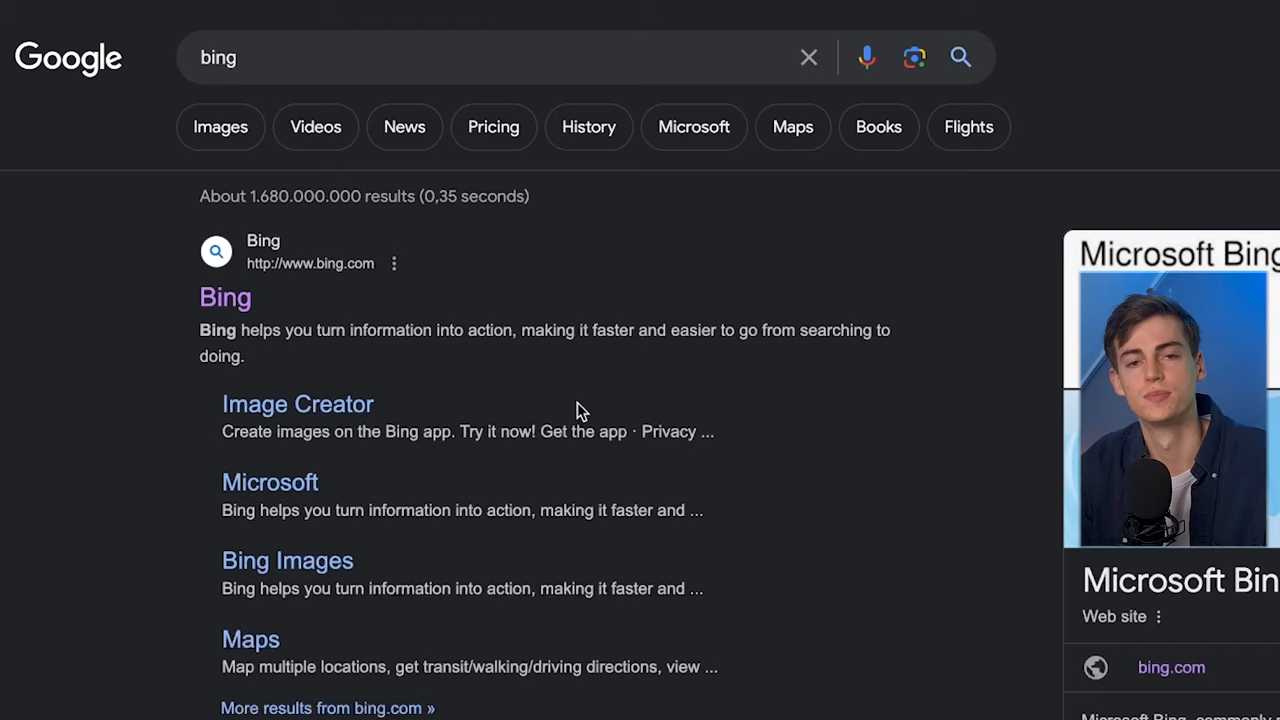 Google
bing
Images Videos News Pricing History Microsoft Maps Books Flights
About 1.680.000.000 results (0,35 seconds)
Bing
http://www.bing.com
Bing
Bing helps you turn information into action, making it faster and easier to go from searching to
doing.
Image Creator
Create images on the Bing app. Try it now! Get the app · Privacy ...
Microsoft
Bing helps you turn information into action, making it faster and ...
Bing Images
Bing helps you turn information into action, making it faster and ...
Maps
Map multiple locations, get transit/walking/driving directions, view ...
More results from bing.com »
Microsoft Bing
Microsoft Bin
Web site
bing.com
Microsoft Bing, commonly